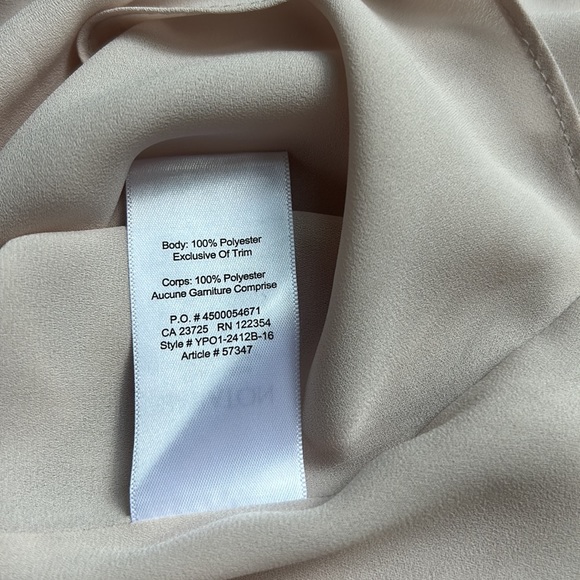 Body: 100% Polyester
Exclusive Of Trim
Corps: 100% Polyester
Aucune Garniture Comprise
P.O. # 4500054671
CA 23725 RN 122354
Style # YPO1-2412B-16
Article # 57347